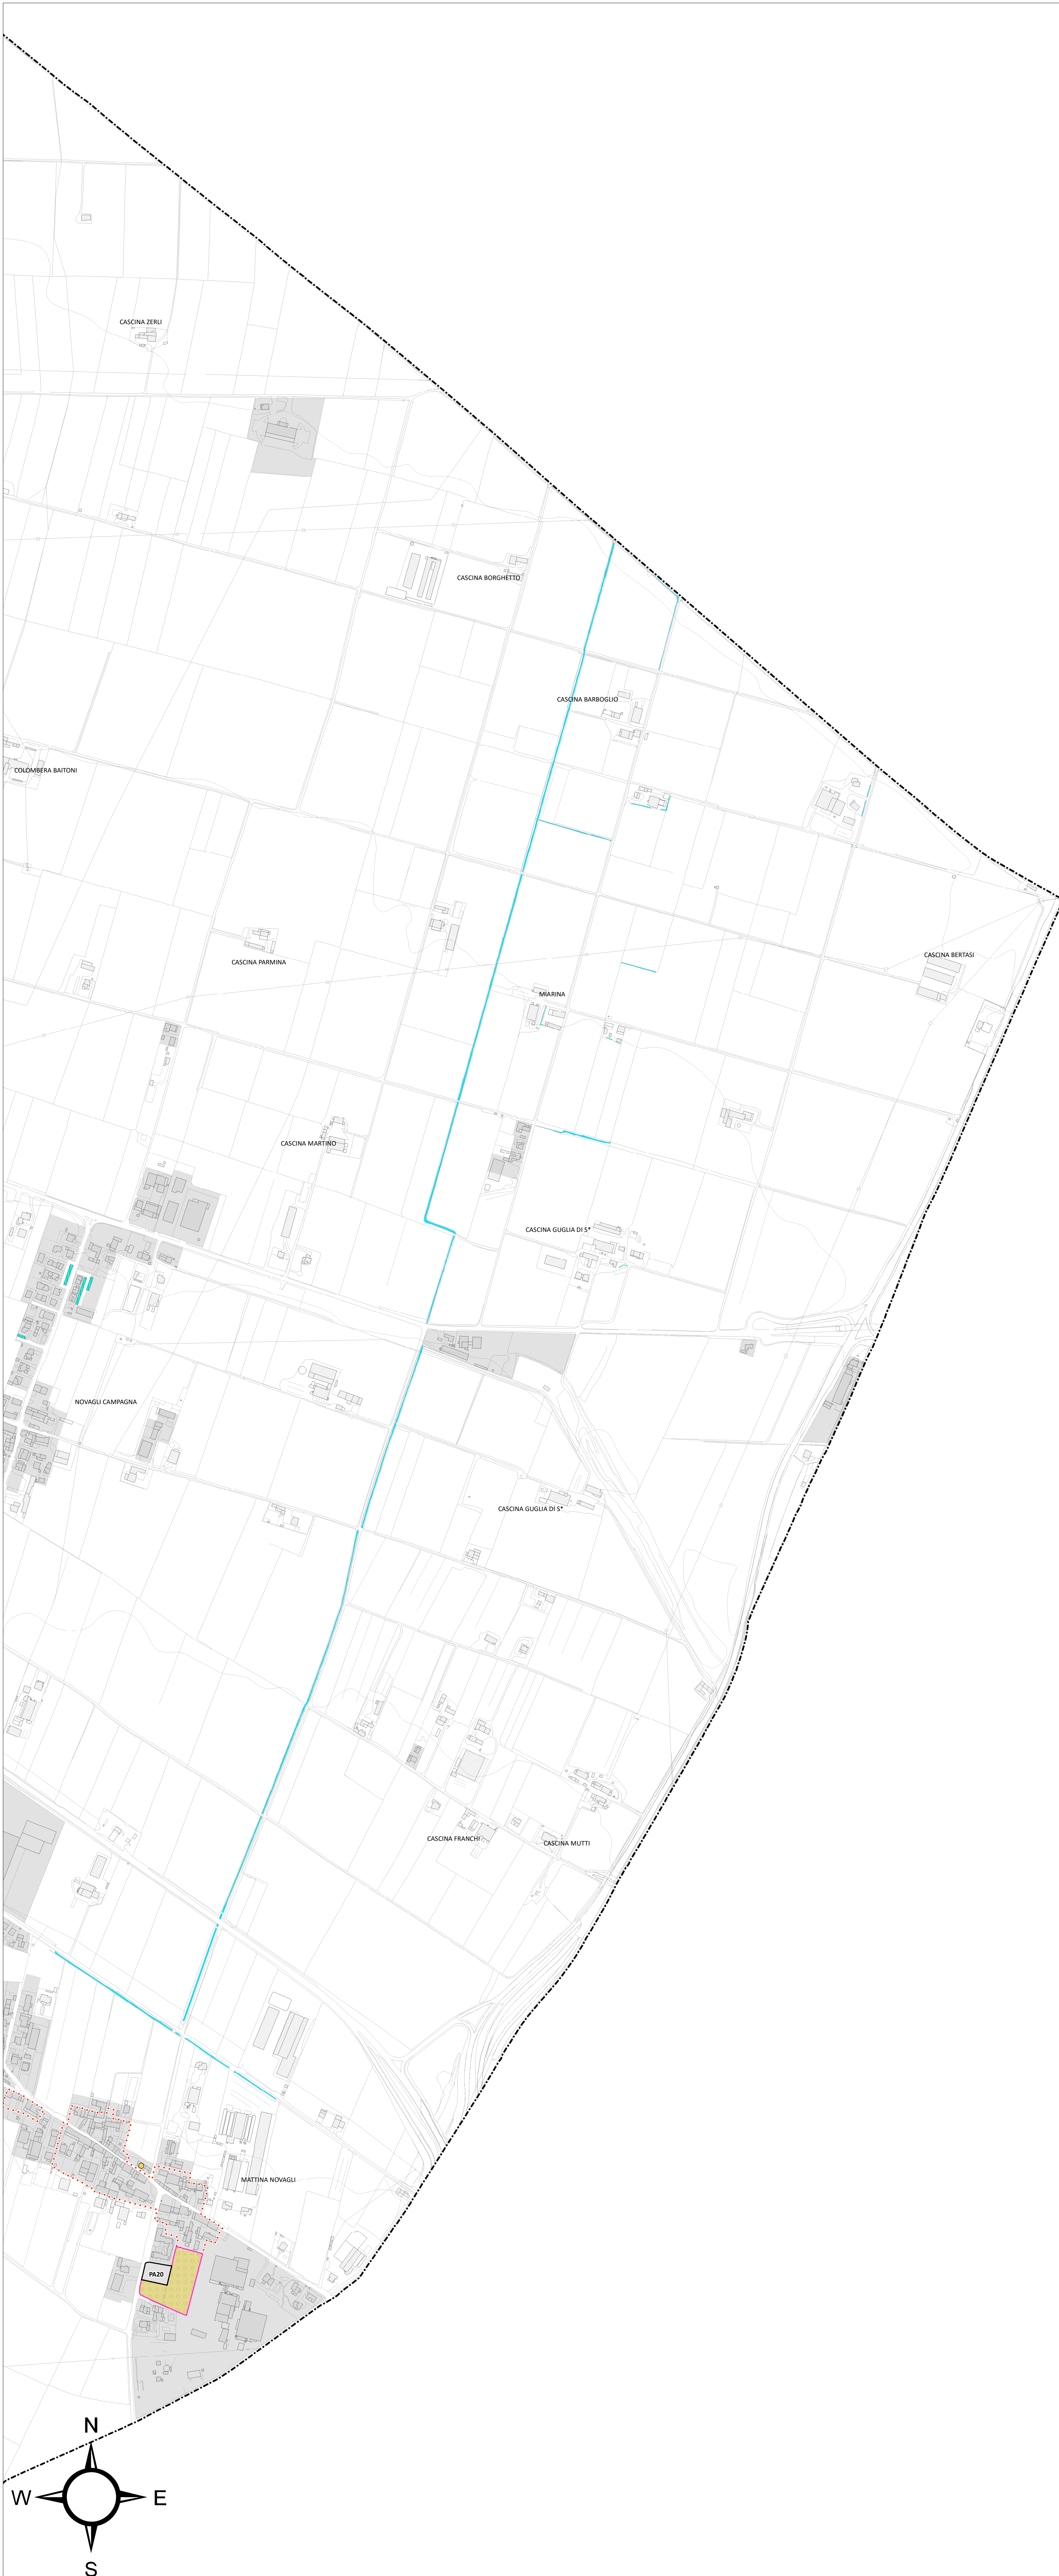 CASCINA ZERLI
CASCINA BORGHETTO
CASCINA BARBOGLIO
COLOMBERA BAITONI
CASCINA BERTASI
CASCINA PARMINA
MIARINA
CASCINA MARTINO
CASCINA GUGLIA DI S*
NOVAGLI CAMPAGNA
CASCINA GUGLIA DI S*
CASCINA FRANCHI
CASCINA MUTTI
MATTINA NOVAGLI
PA20
N
W
E
S